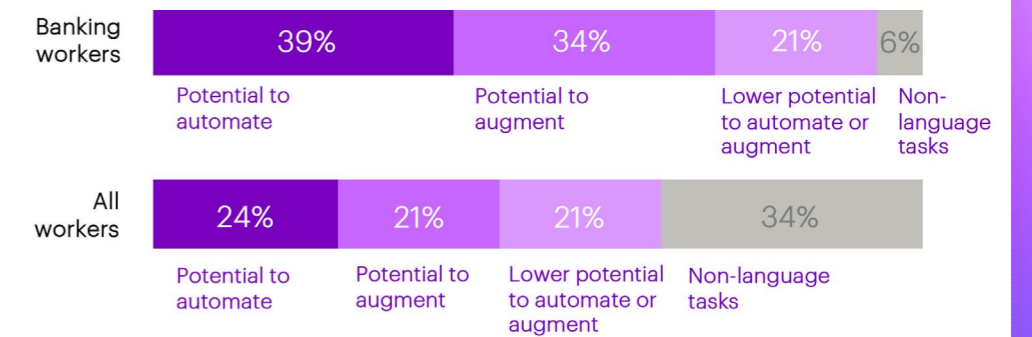 Banking
workers
39%
34%
21%
6%
Potential to
automate
Potential to
augment
Lower potential
to automate or
augment
Non-
language
tasks
All
workers
24%
21%
21%
34%
Potential to
automate
Potential to
augment
Lower potential
to automate or
augment
Non-language
tasks